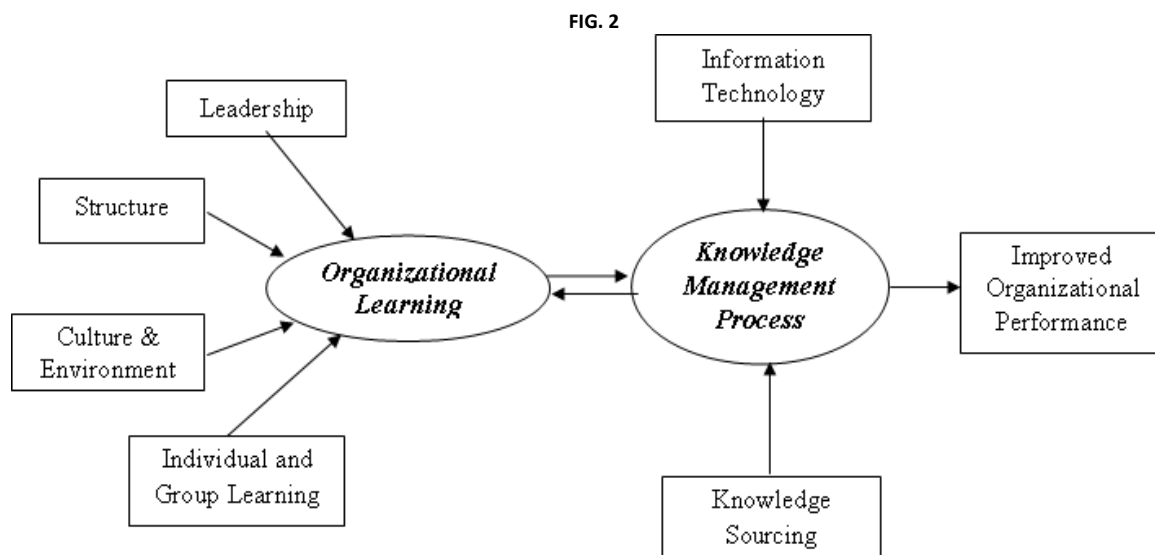 FIG. 2
Information
Technology
Leadership
Structure
Organizational
Learning
Knowledge
Management
Process
Improved
Organizational
Performance
Culture &
Environment
Individual and
Group Learning
Knowledge
Sourcing